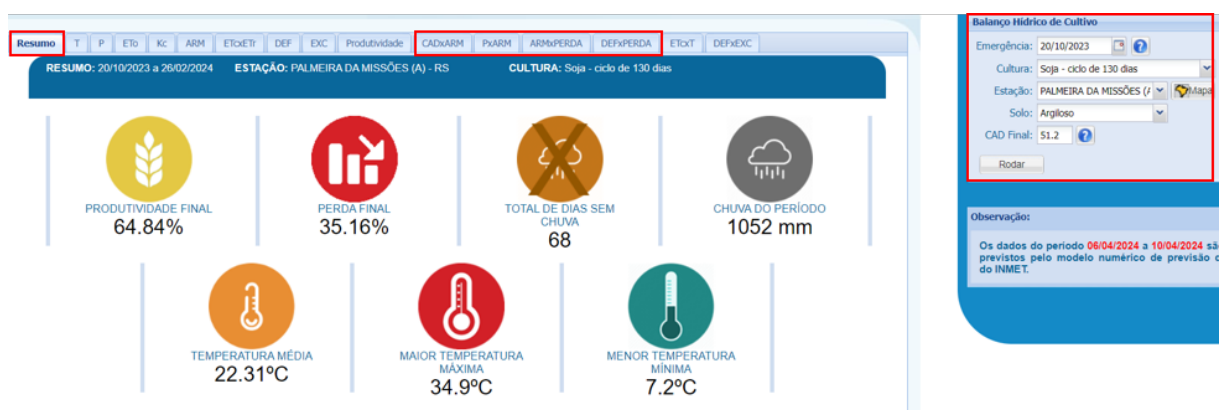 Resumo T P ETo Kc ARM ETcxETr DEF EXC Produtividade CADxARM PxARM ARMxPERDA DEFxPERDA ETcxT DEFxEXC
RESUMO: 20/10/2023 a 26/02/2024 ESTAÇÃO: PALMEIRA DA MISSÕES (A) - RS CULTURA: Soja - ciclo de 130 dias
PRODUTIVIDADE FINAL
64.84%
PERDA FINAL
35.16%
TOTAL DE DIAS SEM
CHUVA
68
CHUVA DO PERÍODO
1052 mm
TEMPERATURA MÉDIA
22.31ºC
MAIOR TEMPERATURA
MÁXIMA
34.9ºC
MENOR TEMPERATURA
MÍNIMA
7.2ºC
Balanço Hídrico de Cultivo
Emergência: 20/10/2023
Cultura: Soja - ciclo de 130 dias
Estação: PALMEIRA DA MISSÕES (A Mapa
Solo: Argiloso
CAD Final: 51.2
Rodar
Observação:
Os dados do período 06/04/2024 a 10/04/2024 são
previstos pelo modelo numérico de previsão d
do INMET.